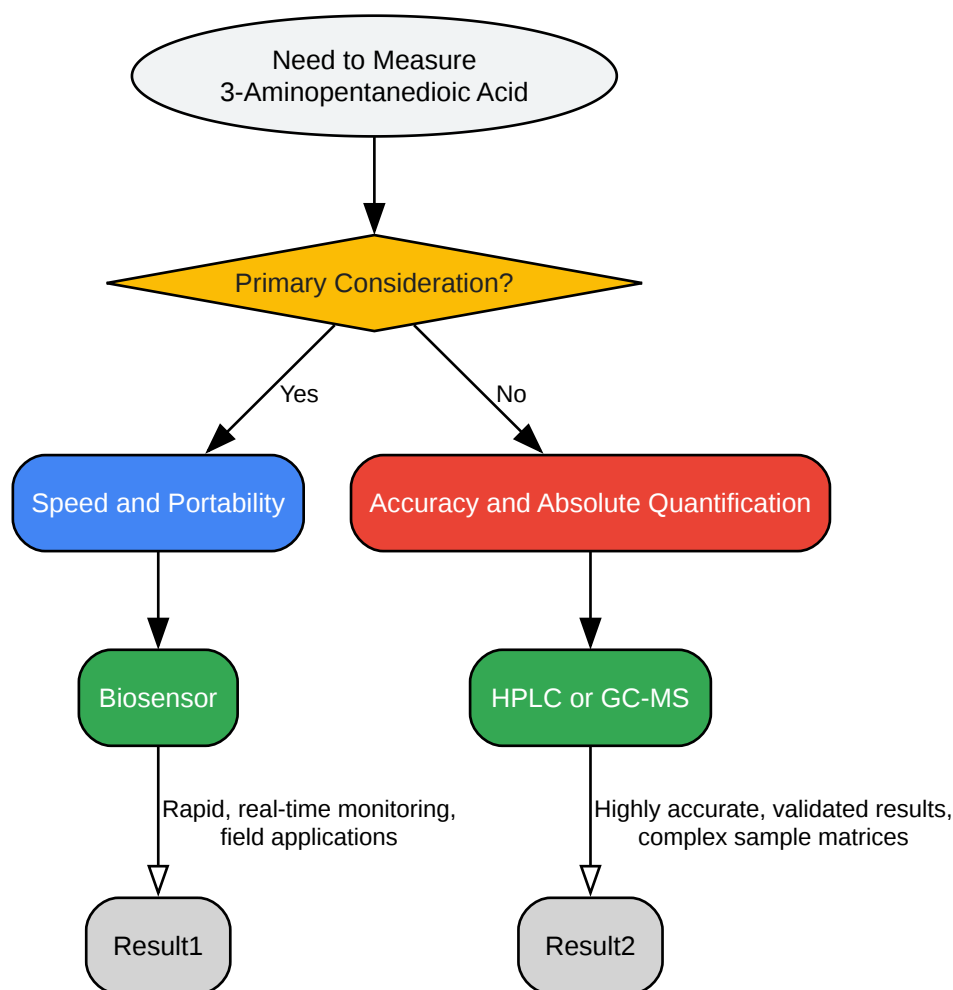 Need to Measure
3-Aminopentanedioic Acid
Primary Consideration?
Yes
No
Speed and Portability
Accuracy and Absolute Quantification
Biosensor
HPLC or GC-MS
Rapid, real-time monitoring,
field applications
Highly accurate, validated results,
complex sample matrices
Result1
Result2